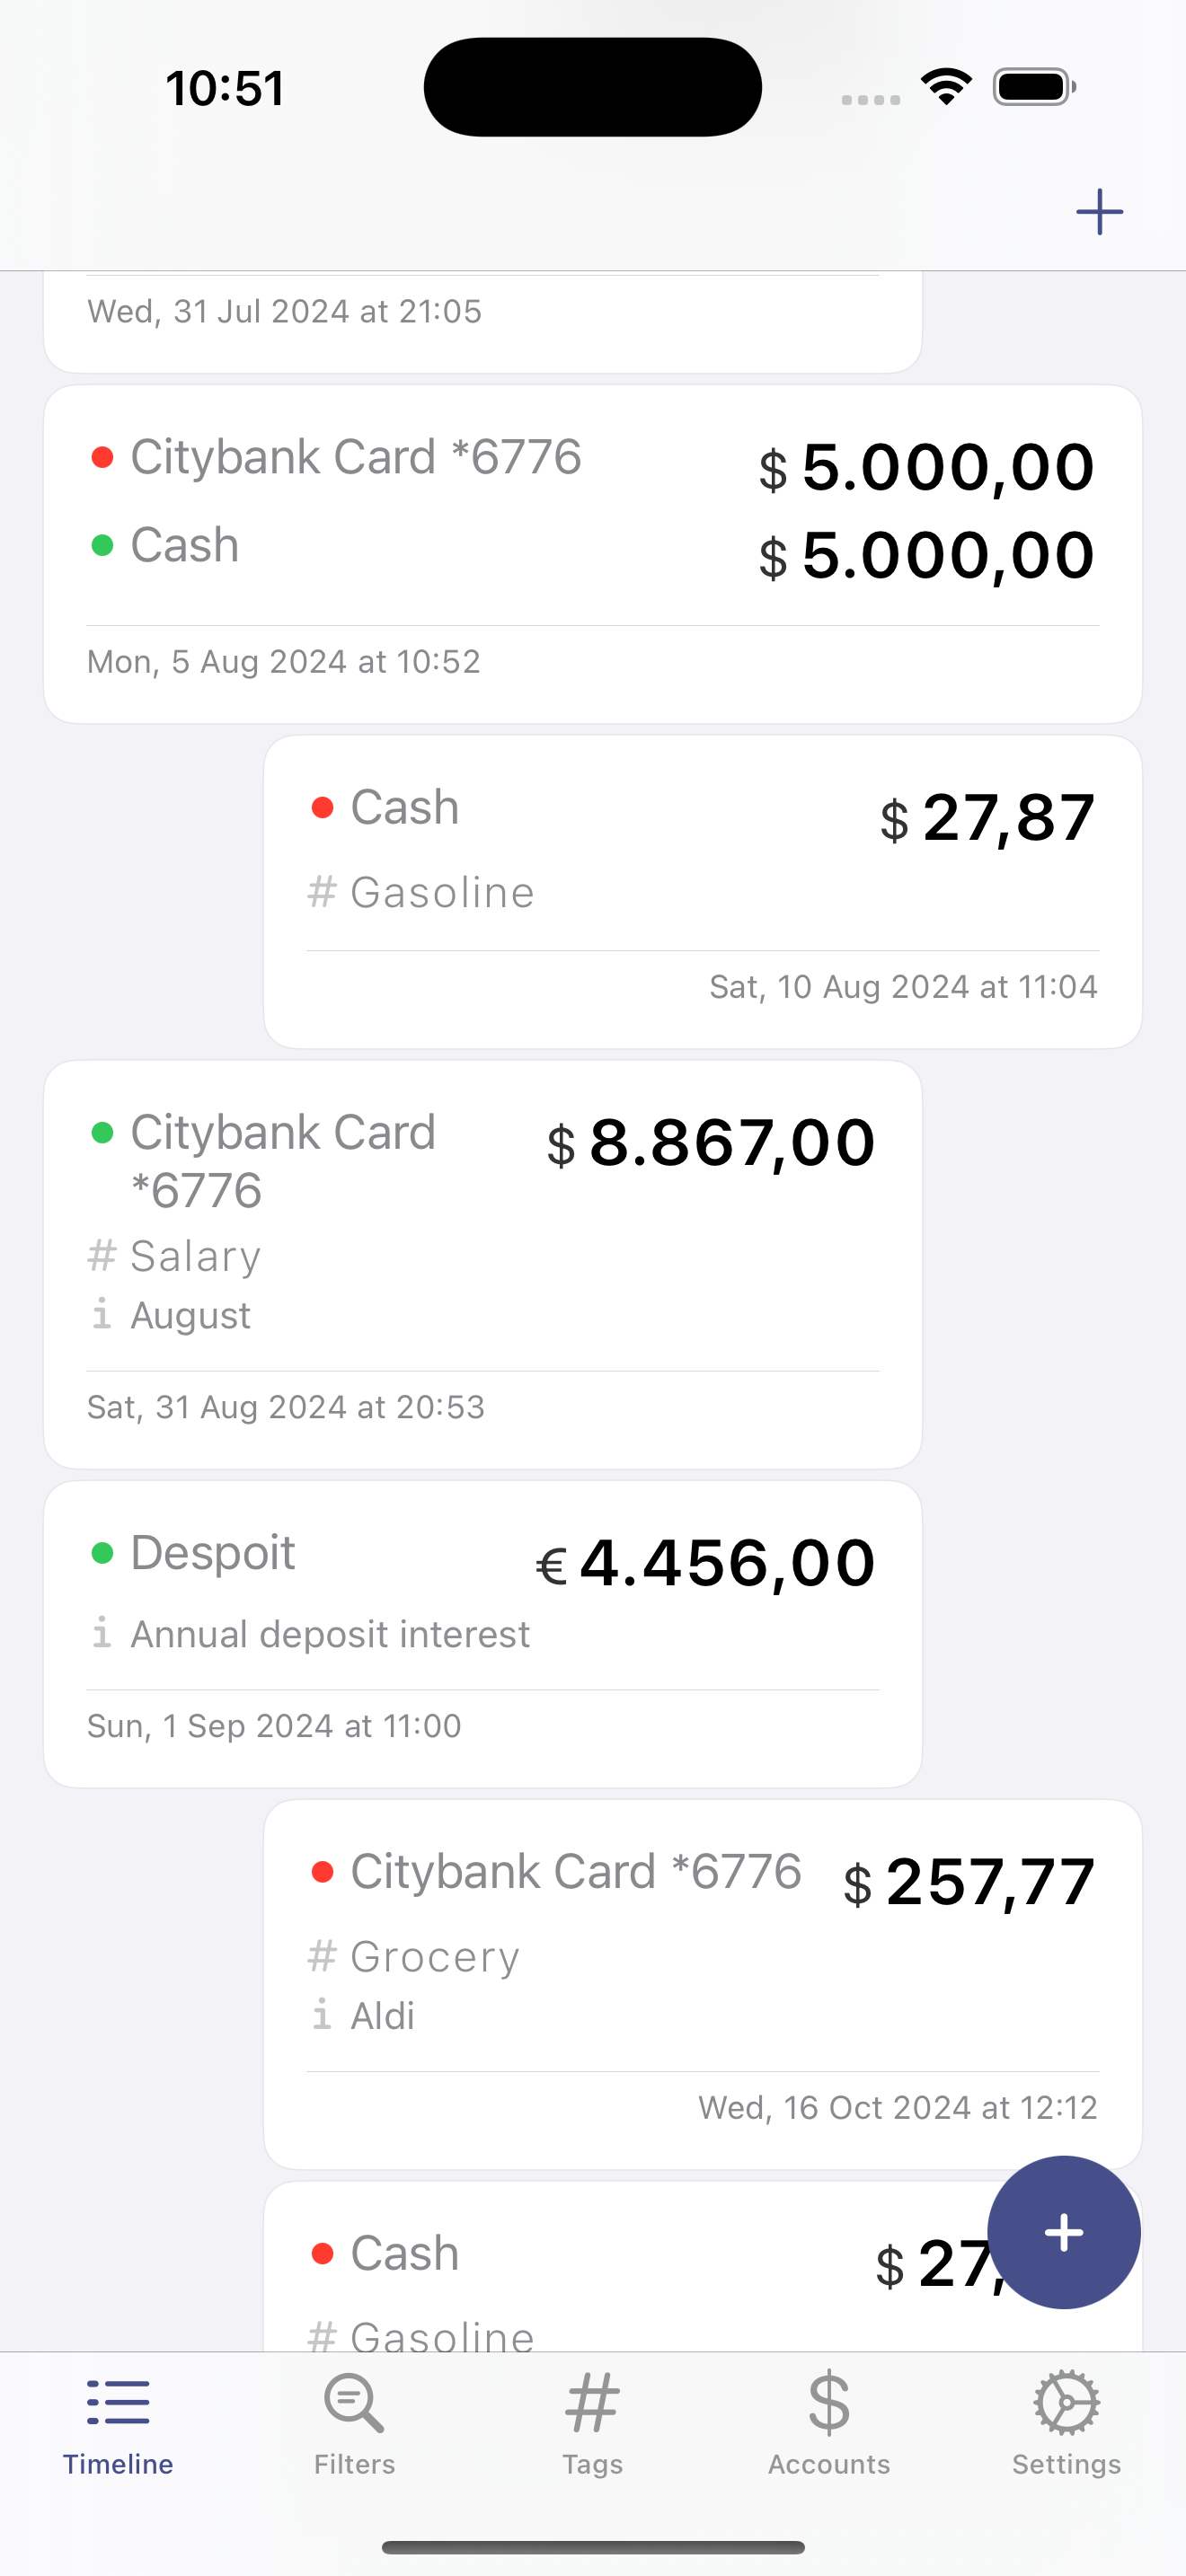 10:51
Wed, 31 Jul 2024 at 21:05
Citybank Card *6776 $ 5.000,00
Cash $ 5.000,00
Mon, 5 Aug 2024 at 10:52
Cash $ 27,87
# Gasoline
Sat, 10 Aug 2024 at 11:04
Citybank Card $ 8.867,00
*6776
# Salary
i August
Sat, 31 Aug 2024 at 20:53
Despoit € 4.456,00
i Annual deposit interest
Sun, 1 Sep 2024 at 11:00
Citybank Card *6776 $ 257,77
# Grocery
i Aldi
Wed, 16 Oct 2024 at 12:12
Cash $ 27,
# Gasoline
Timeline Filters Tags Accounts Settings